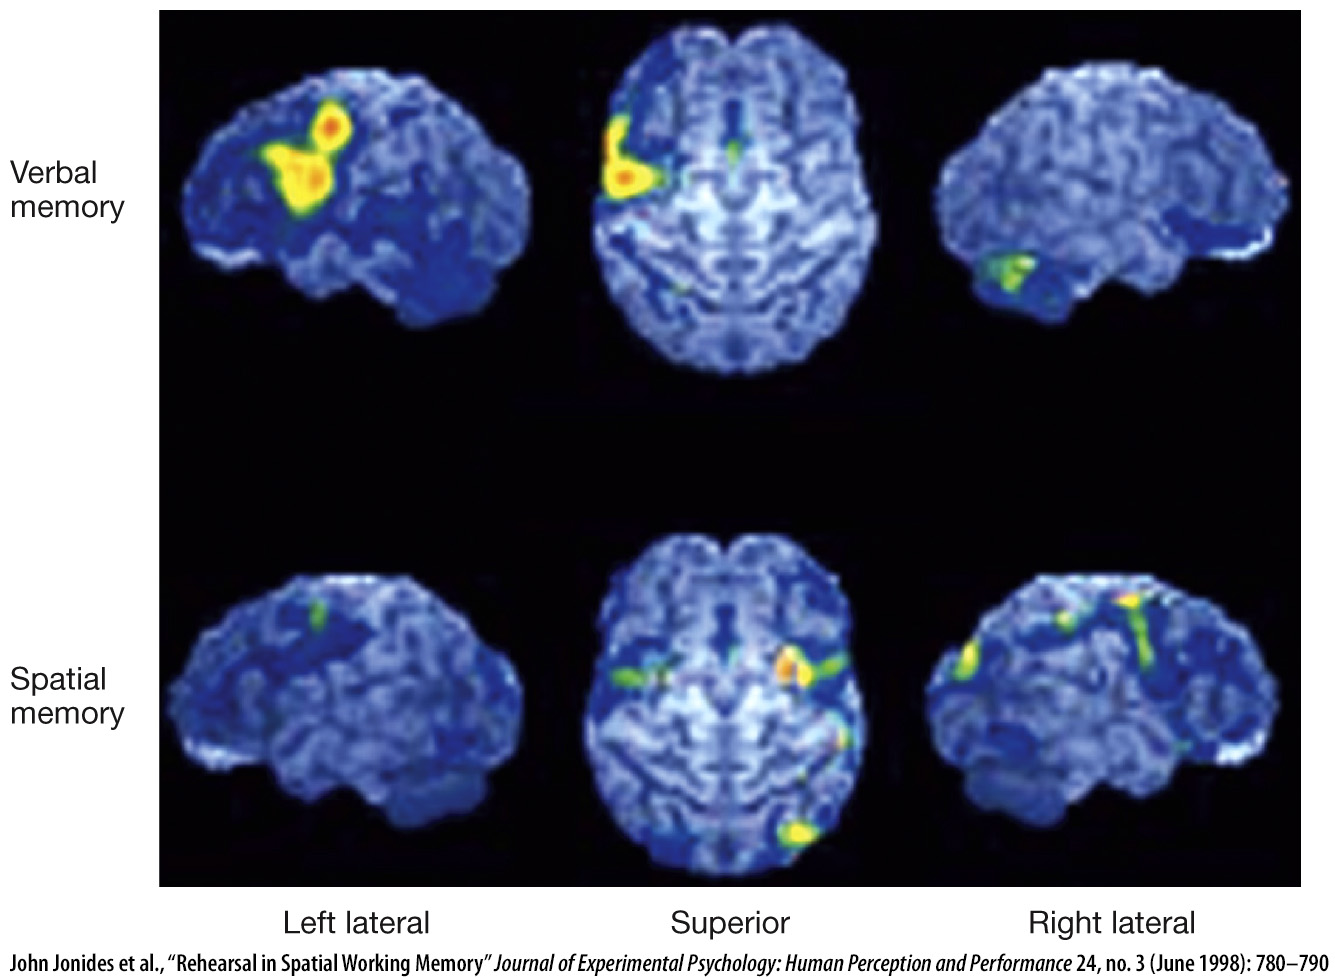 Verbal
memory
Spatial
memory
Left lateral
Superior
Right lateral
John Jonides et al., “Rehearsal in Spatial Working Memory” Journal of Experimental Psychology: Human Perception and Performance 24, no. 3 (June 1998): 780–790